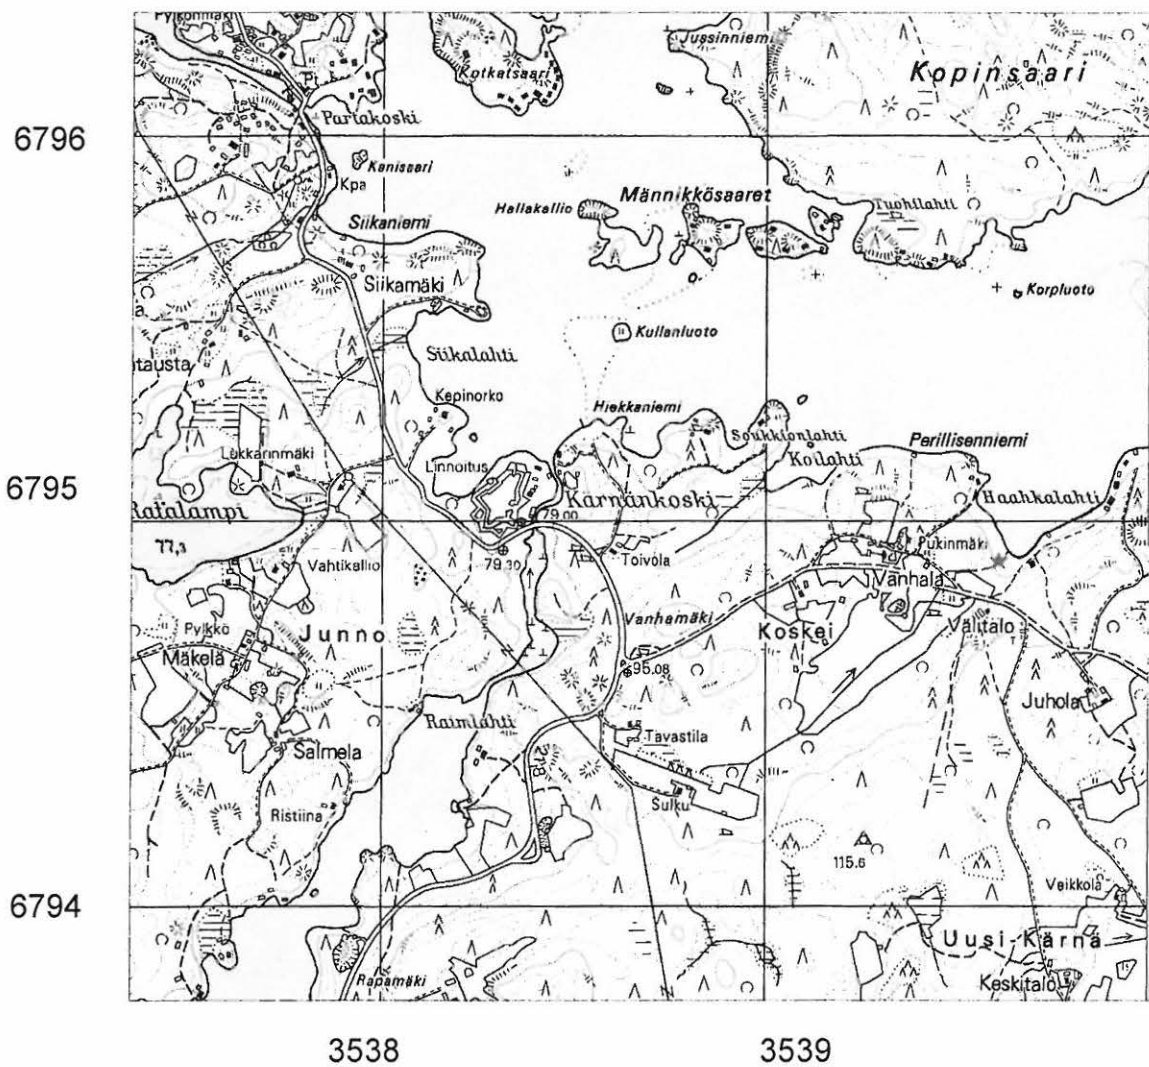 Jussinniemi
Kotkatsaari
Kopinsaari
Partakoski
6796
Kanisaari
Kpa
Männikkösaaret
Hallakallio
Tuohilahti
Siikaniemi
Siikamäki
Korpluoto
Kullanluoto
Siikalahti
tausta
Kepinorko
Hiekkaniemi
Soukkionlahti
Perillisenniemi
Lukkarinmäki
Linnoitus
Koilahti
6795
Kärnänkoski
Haahkalahti
Ratalampi
79.00
77,3
Pukinmäki
Vahtikallio
79.30
Toivola
Vanhala
Pylkkö
Junno
Vanhamäki
Koskei
Välitalo
Mäkelä
95.08
Juhola
Raimlahti
Salmela
Tavastila
Sulku
Ristiina
115.6
Veikkola
6794
Uusi-Kärnä
Rapamäki
Keskitalo
3538
3539